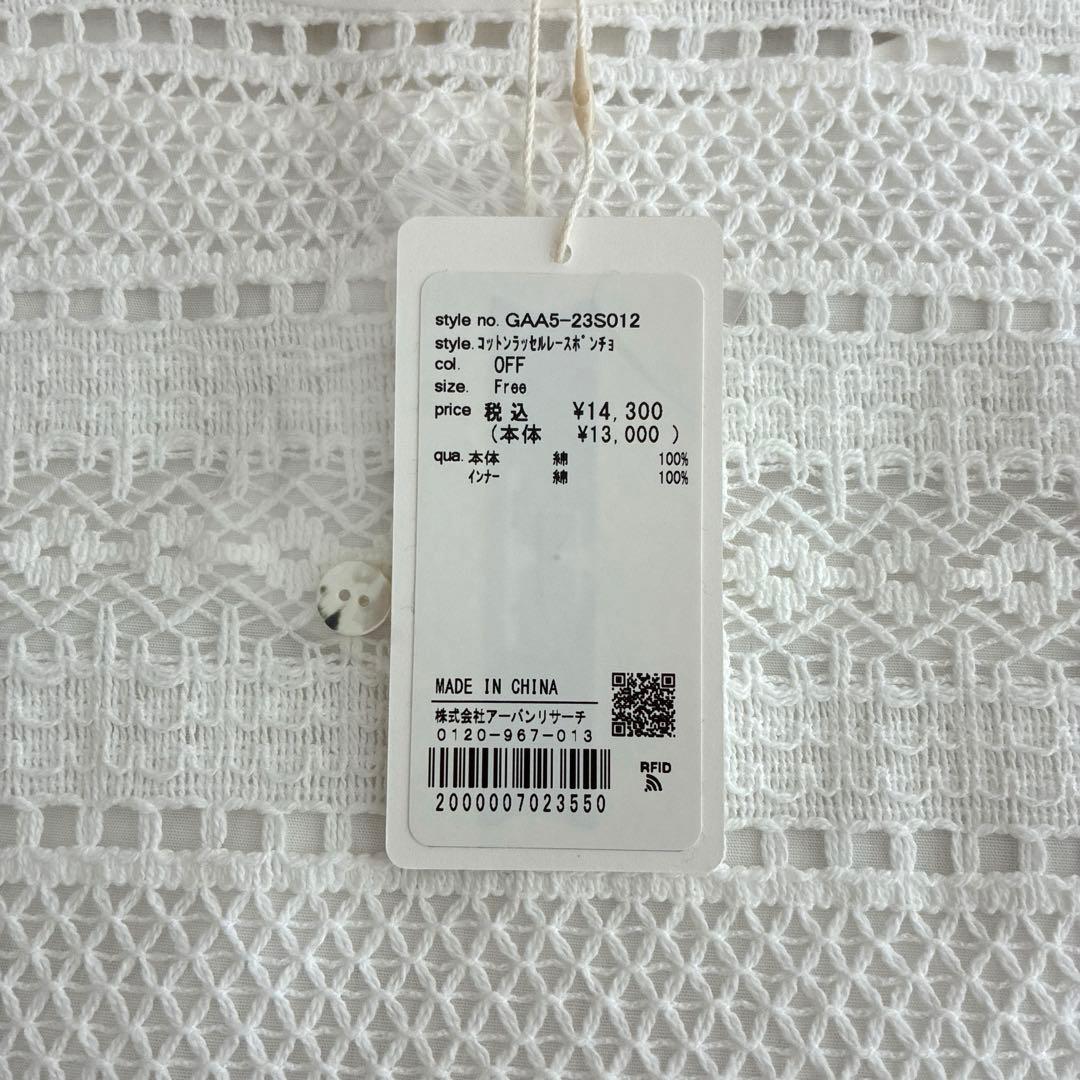 style no. GAA5-23S012
style. ｺｯﾄﾝﾗｯｾﾙﾚｰｽﾎﾟﾝﾁｮ
col. OFF
size. Free
price 税込 ¥14,300
(本体 ¥13,000 )
qua. 本体 綿 100%
ｲﾝﾅｰ 綿 100%
MADE IN CHINA
株式会社アーバンリサーチ
0120-967-013
RFID
2000007023550